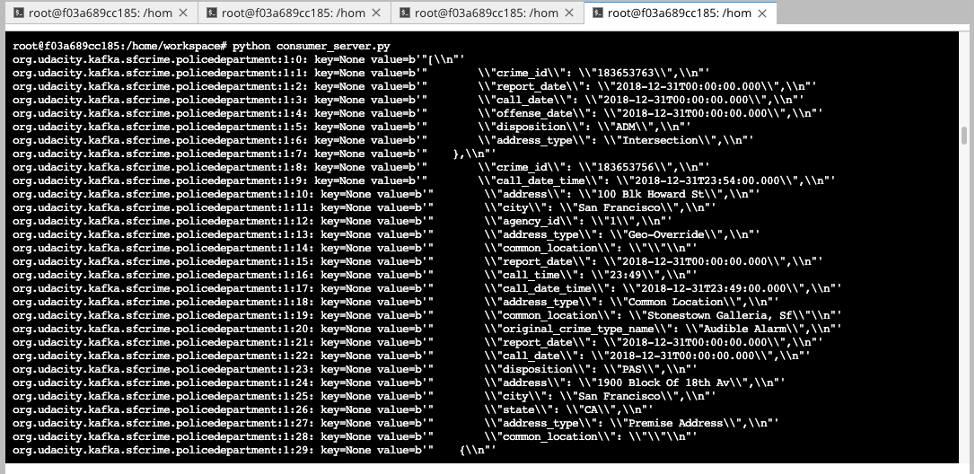 root@f03a689cc185: /hom × root@f03a689cc185: /hom × root@f03a689cc185: /hom × root@f03a689cc185: /hom ×
root@f03a689cc185:/home/workspace# python consumer_server.py
org.udacity.kafka.sfcrime.policedepartment:1:0: key=None value=b'"[\\n"'
org.udacity.kafka.sfcrime.policedepartment:1:1: key=None value=b'" \\"crime_id\\": \\"183653763\\",\\n"'
org.udacity.kafka.sfcrime.policedepartment:1:2: key=None value=b'" \\"report_date\\": \\"2018-12-31T00:00:00.000\\",\\n"'
org.udacity.kafka.sfcrime.policedepartment:1:3: key=None value=b'" \\"call_date\\": \\"2018-12-31T00:00:00.000\\",\\n"'
org.udacity.kafka.sfcrime.policedepartment:1:4: key=None value=b'" \\"offense_date\\": \\"2018-12-31T00:00:00.000\\",\\n"'
org.udacity.kafka.sfcrime.policedepartment:1:5: key=None value=b'" \\"disposition\\": \\"ADM\\",\\n"'
org.udacity.kafka.sfcrime.policedepartment:1:6: key=None value=b'" \\"address_type\\": \\"Intersection\\",\\n"'
org.udacity.kafka.sfcrime.policedepartment:1:7: key=None value=b'" },\\n"'
org.udacity.kafka.sfcrime.policedepartment:1:8: key=None value=b'" \\"crime_id\\": \\"183653756\\",\\n"'
org.udacity.kafka.sfcrime.policedepartment:1:9: key=None value=b'" \\"call_date_time\\": \\"2018-12-31T23:54:00.000\\",\\n"'
org.udacity.kafka.sfcrime.policedepartment:1:10: key=None value=b'" \\"address\\": \\"100 Blk Howard St\\",\\n"'
org.udacity.kafka.sfcrime.policedepartment:1:11: key=None value=b'" \\"city\\": \\"San Francisco\\",\\n"'
org.udacity.kafka.sfcrime.policedepartment:1:12: key=None value=b'" \\"agency_id\\": \\"1\\",\\n"'
org.udacity.kafka.sfcrime.policedepartment:1:13: key=None value=b'" \\"address_type\\": \\"Geo-Override\\",\\n"'
org.udacity.kafka.sfcrime.policedepartment:1:14: key=None value=b'" \\"common_location\\": \\"\\"\\n"'
org.udacity.kafka.sfcrime.policedepartment:1:15: key=None value=b'" \\"report_date\\": \\"2018-12-31T00:00:00.000\\",\\n"'
org.udacity.kafka.sfcrime.policedepartment:1:16: key=None value=b'" \\"call_time\\": \\"23:49\\",\\n"'
org.udacity.kafka.sfcrime.policedepartment:1:17: key=None value=b'" \\"call_date_time\\": \\"2018-12-31T23:49:00.000\\",\\n"'
org.udacity.kafka.sfcrime.policedepartment:1:18: key=None value=b'" \\"address_type\\": \\"Common Location\\",\\n"'
org.udacity.kafka.sfcrime.policedepartment:1:19: key=None value=b'" \\"common_location\\": \\"Stonestown Galleria, Sf\\"\\n"'
org.udacity.kafka.sfcrime.policedepartment:1:20: key=None value=b'" \\"original_crime_type_name\\": \\"Audible Alarm\\",\\n"'
org.udacity.kafka.sfcrime.policedepartment:1:21: key=None value=b'" \\"report_date\\": \\"2018-12-31T00:00:00.000\\",\\n"'
org.udacity.kafka.sfcrime.policedepartment:1:22: key=None value=b'" \\"call_date\\": \\"2018-12-31T00:00:00.000\\",\\n"'
org.udacity.kafka.sfcrime.policedepartment:1:23: key=None value=b'" \\"disposition\\": \\"PAS\\",\\n"'
org.udacity.kafka.sfcrime.policedepartment:1:24: key=None value=b'" \\"address\\": \\"1900 Block Of 18th Av\\",\\n"'
org.udacity.kafka.sfcrime.policedepartment:1:25: key=None value=b'" \\"city\\": \\"San Francisco\\",\\n"'
org.udacity.kafka.sfcrime.policedepartment:1:26: key=None value=b'" \\"state\\": \\"CA\\",\\n"'
org.udacity.kafka.sfcrime.policedepartment:1:27: key=None value=b'" \\"address_type\\": \\"Premise Address\\",\\n"'
org.udacity.kafka.sfcrime.policedepartment:1:28: key=None value=b'" \\"common_location\\": \\"\\"\\n"'
org.udacity.kafka.sfcrime.policedepartment:1:29: key=None value=b'" {\\n"'